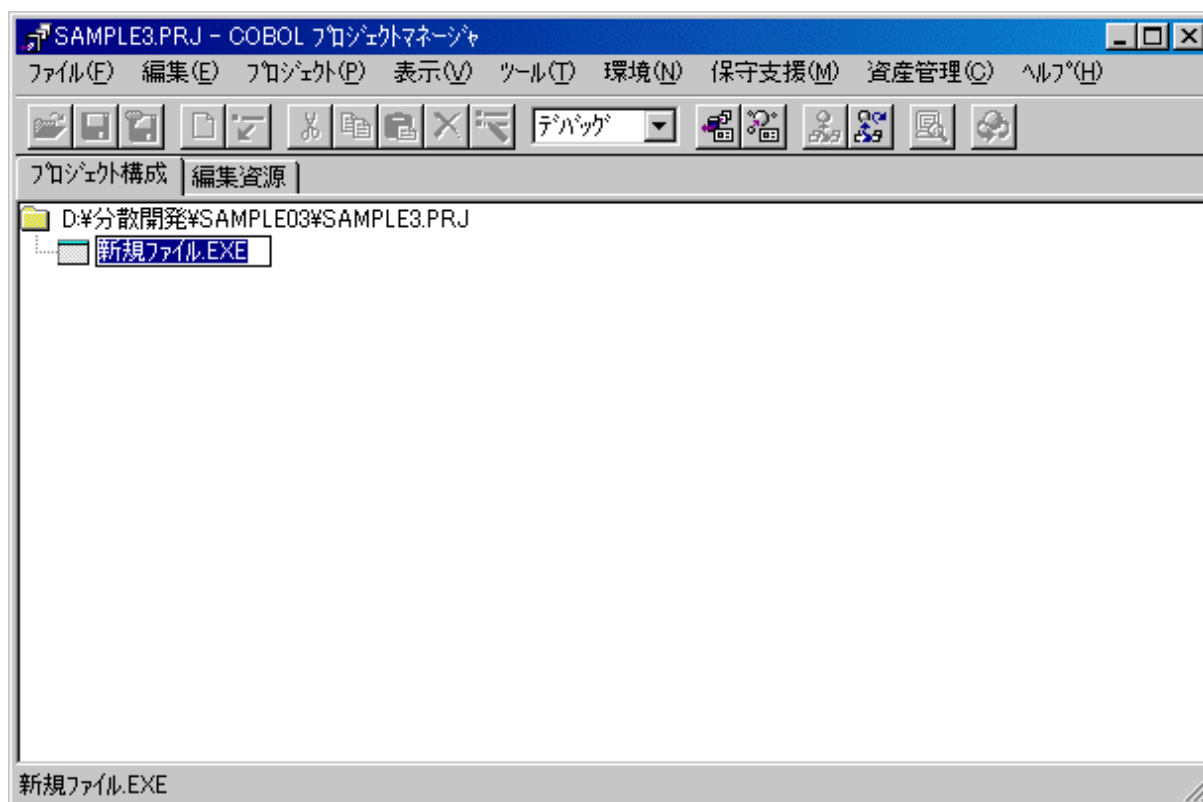 SAMPLE3.PRJ - COBOL プロジェクトマネージャ
ファイル(F) 編集(E) プロジェクト(P) 表示(V) ツール(T) 環境(N) 保守支援(M) 資産管理(C) ヘルプ(H)
デバッグ
プロジェクト構成 編集資源
D:¥分散開発¥SAMPLE03¥SAMPLE3.PRJ
新規ファイル.EXE
新規ファイル.EXE